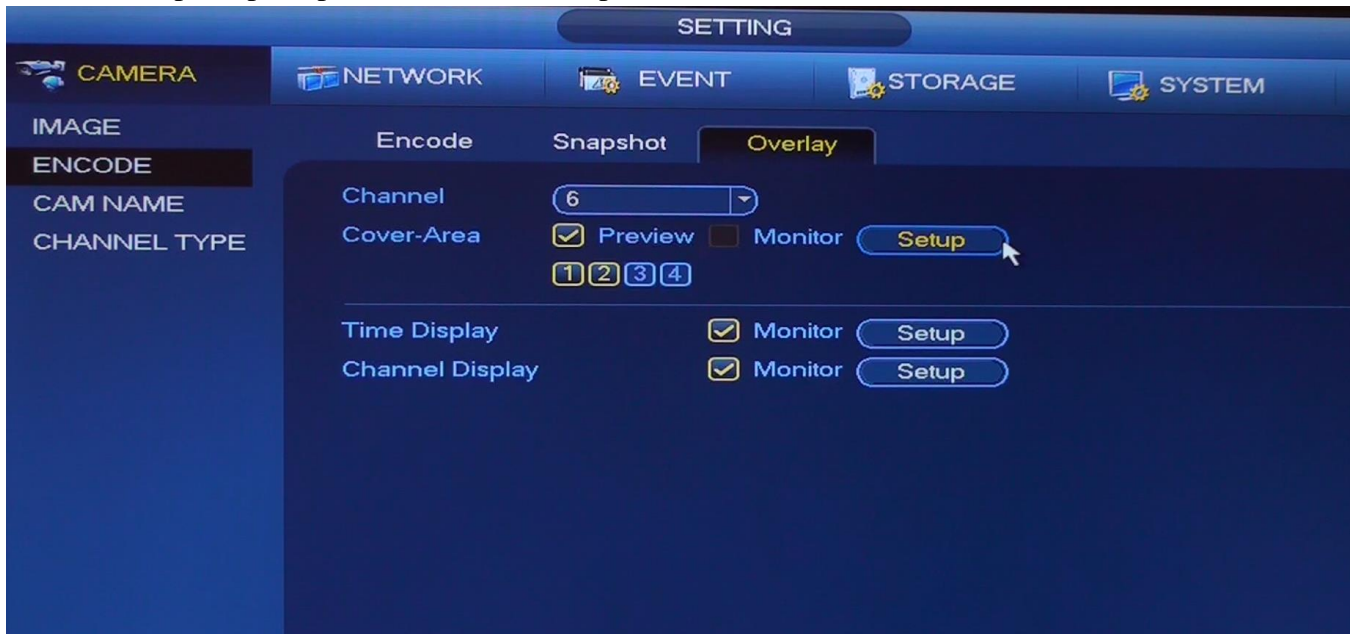 SETTING
CAMERA NETWORK EVENT STORAGE SYSTEM
IMAGE
ENCODE
CAM NAME
CHANNEL TYPE
Encode Snapshot Overlay
Channel 6
Cover-Area Preview Monitor Setup
1 2 3 4
Time Display Monitor Setup
Channel Display Monitor Setup